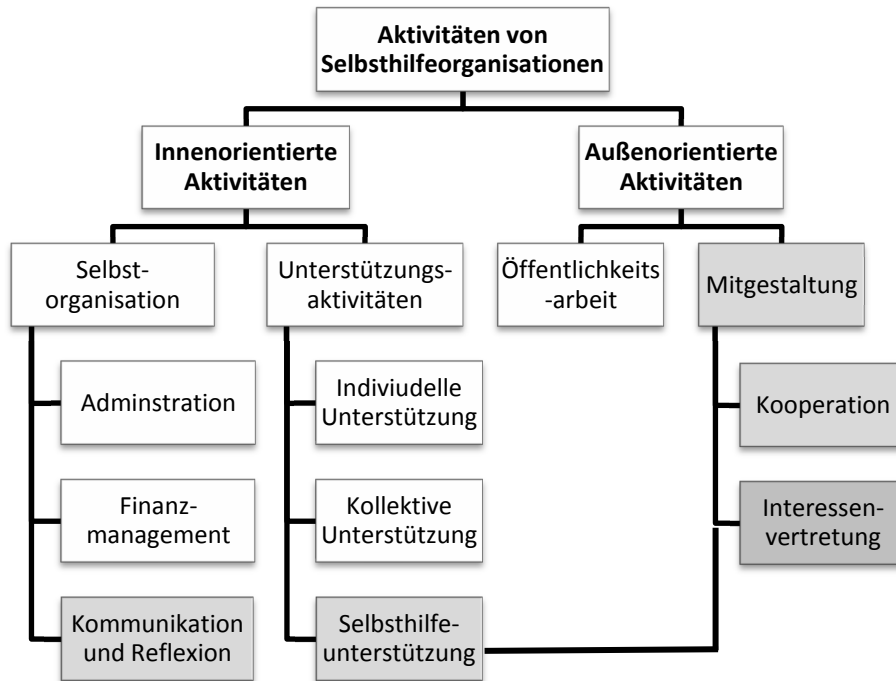 Aktivitäten von
Selbsthilfeorganisationen
Innenorientierte
Aktivitäten
Außenorientierte
Aktivitäten
Selbst-
organisation
Unterstützungs-
aktivitäten
Öffentlichkeits
-arbeit
Mitgestaltung
Adminstration
Finanz-
management
Kommunikation
und Reflexion
Indiviudelle
Unterstützung
Kollektive
Unterstützung
Selbsthilfe-
unterstützung
Kooperation
Interessen-
vertretung